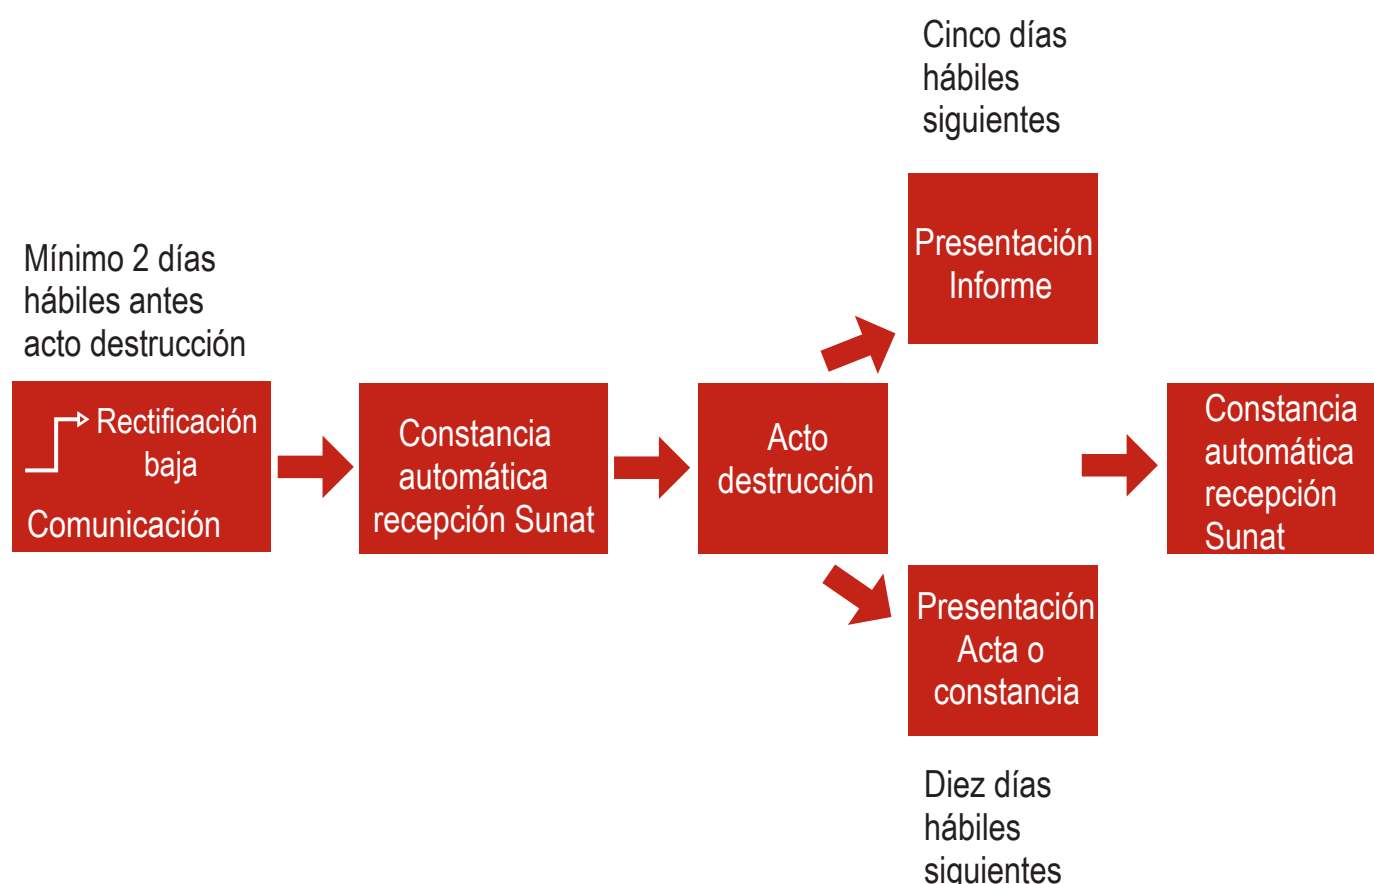 Mínimo 2 días
hábiles antes
acto destrucción
Rectificación
baja
Comunicación
Constancia
automática
recepción Sunat
Acto
destrucción
Cinco días
hábiles
siguientes
Presentación
Informe
Presentación
Acta o
constancia
Diez días
hábiles
siguientes
Constancia
automática
recepción
Sunat